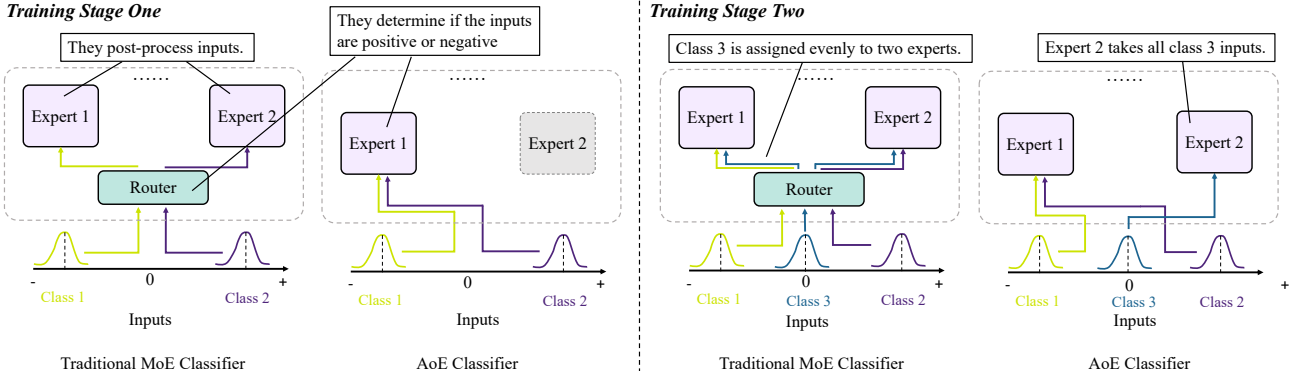 Training Stage One
They post-process inputs.
They determine if the inputs
are positive or negative
......
Expert 1
Expert 2
Router
- 0
Class 1
Class 2
Inputs
Traditional MoE Classifier
......
Expert 1
Expert 2
- 0 +
Class 1
Class 2
Inputs
AoE Classifier
Training Stage Two
Class 3 is assigned evenly to two experts.
......
Expert 1
Expert 2
Router
- 0 +
Class 1
Class 3
Class 2
Inputs
Traditional MoE Classifier
Expert 2 takes all class 3 inputs.
......
Expert 1
Expert 2
- 0 +
Class 1
Class 3
Class 2
Inputs
AoE Classifier